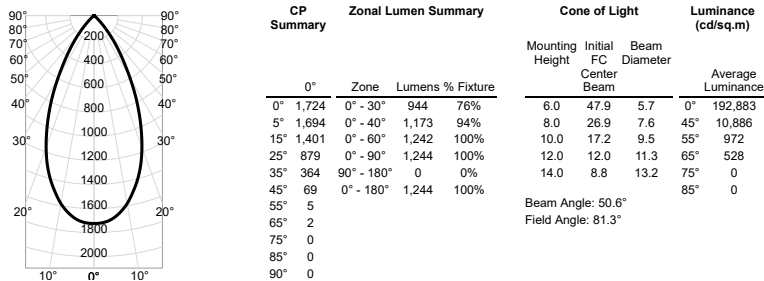 90° 90°
80° 80°
70° 70°
60° 60°
50° 50°
40° 40°
30° 30°
20° 20°
10° 0° 10°
200
400
600
800
1000
1200
1400
1600
1800
2000
CP
Summary
0°
0° 1,724
5° 1,694
15° 1,401
25° 879
35° 364
45° 69
55° 5
65° 2
75° 0
85° 0
90° 0
Zonal Lumen Summary
Zone Lumens % Fixture
0° - 30° 944 76%
0° - 40° 1,173 94%
0° - 60° 1,242 100%
0° - 90° 1,244 100%
90° - 180° 0 0%
0° - 180° 1,244 100%
Cone of Light
Mounting Initial Beam
Height FC Diameter
Center
Beam
6.0 47.9 5.7
8.0 26.9 7.6
10.0 17.2 9.5
12.0 12.0 11.3
14.0 8.8 13.2
Beam Angle: 50.6°
Field Angle: 81.3°
Luminance
(cd/sq.m)
Average
Luminance
0° 192,883
45° 10,886
55° 972
65° 528
75° 0
85° 0